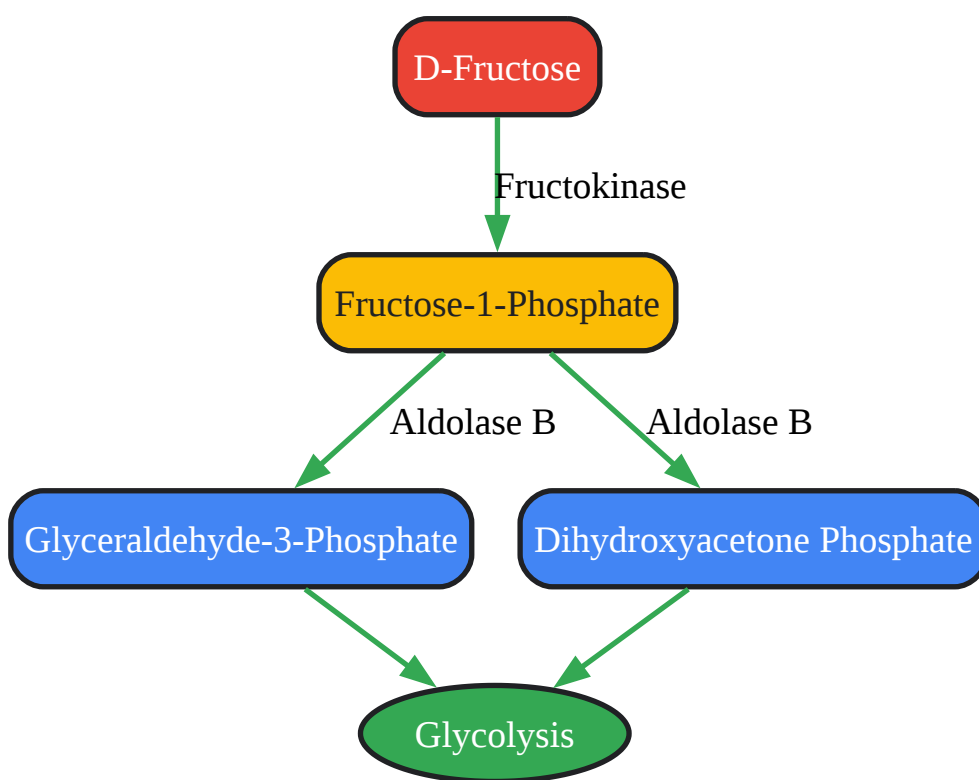 D-Fructose
Fructokinase
Fructose-1-Phosphate
Aldolase B
Aldolase B
Glyceraldehyde-3-Phosphate
Dihydroxyacetone Phosphate
Glycolysis